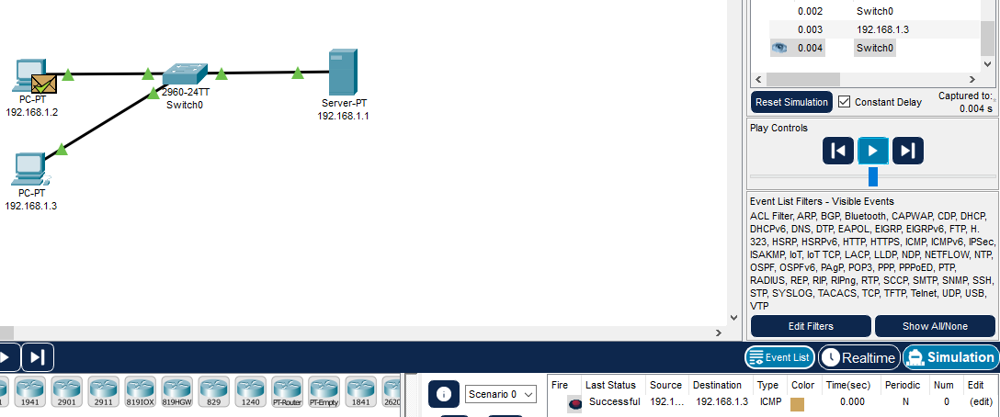 0.002 Switch0
0.003 192.168.1.3
0.004 Switch0
PC-PT
192.168.1.2
2960-24TT
Switch0
Server-PT
192.168.1.1
PC-PT
192.168.1.3
Reset Simulation
Constant Delay
Captured to:
0.004 s
Play Controls
Event List Filters - Visible Events
ACL Filter, ARP, BGP, Bluetooth, CAPWAP, CDP, DHCP,
DHCPv6, DNS, DTP, EAPOL, EIGRP, EIGRPv6, FTP, H.
323, HSRP, HSRPv6, HTTP, HTTPS, ICMP, ICMPv6, IPSec,
ISAKMP, IoT, IoT TCP, LACP, LLDP, NDP, NETFLOW, NTP,
OSPF, OSPFv6, PAgP, POP3, PPP, PPPoED, PTP,
RADIUS, REP, RIP, RIPng, RTP, SCCP, SMTP, SNMP, SSH,
STP, SYSLOG, TACACS, TCP, TFTP, Telnet, UDP, USB,
VTP
Edit Filters
Show All/None
Event List
Realtime
Simulation
1941 2901 2911 819IOX 819HGW 829 1240 PT-Router PT-Empty 1841 2620
Scenario 0
Fire Last Status Source Destination Type Color Time(sec) Periodic Num Edit
Successful 192.1... 192.168.1.3 ICMP 0.000 N 0 (edit)